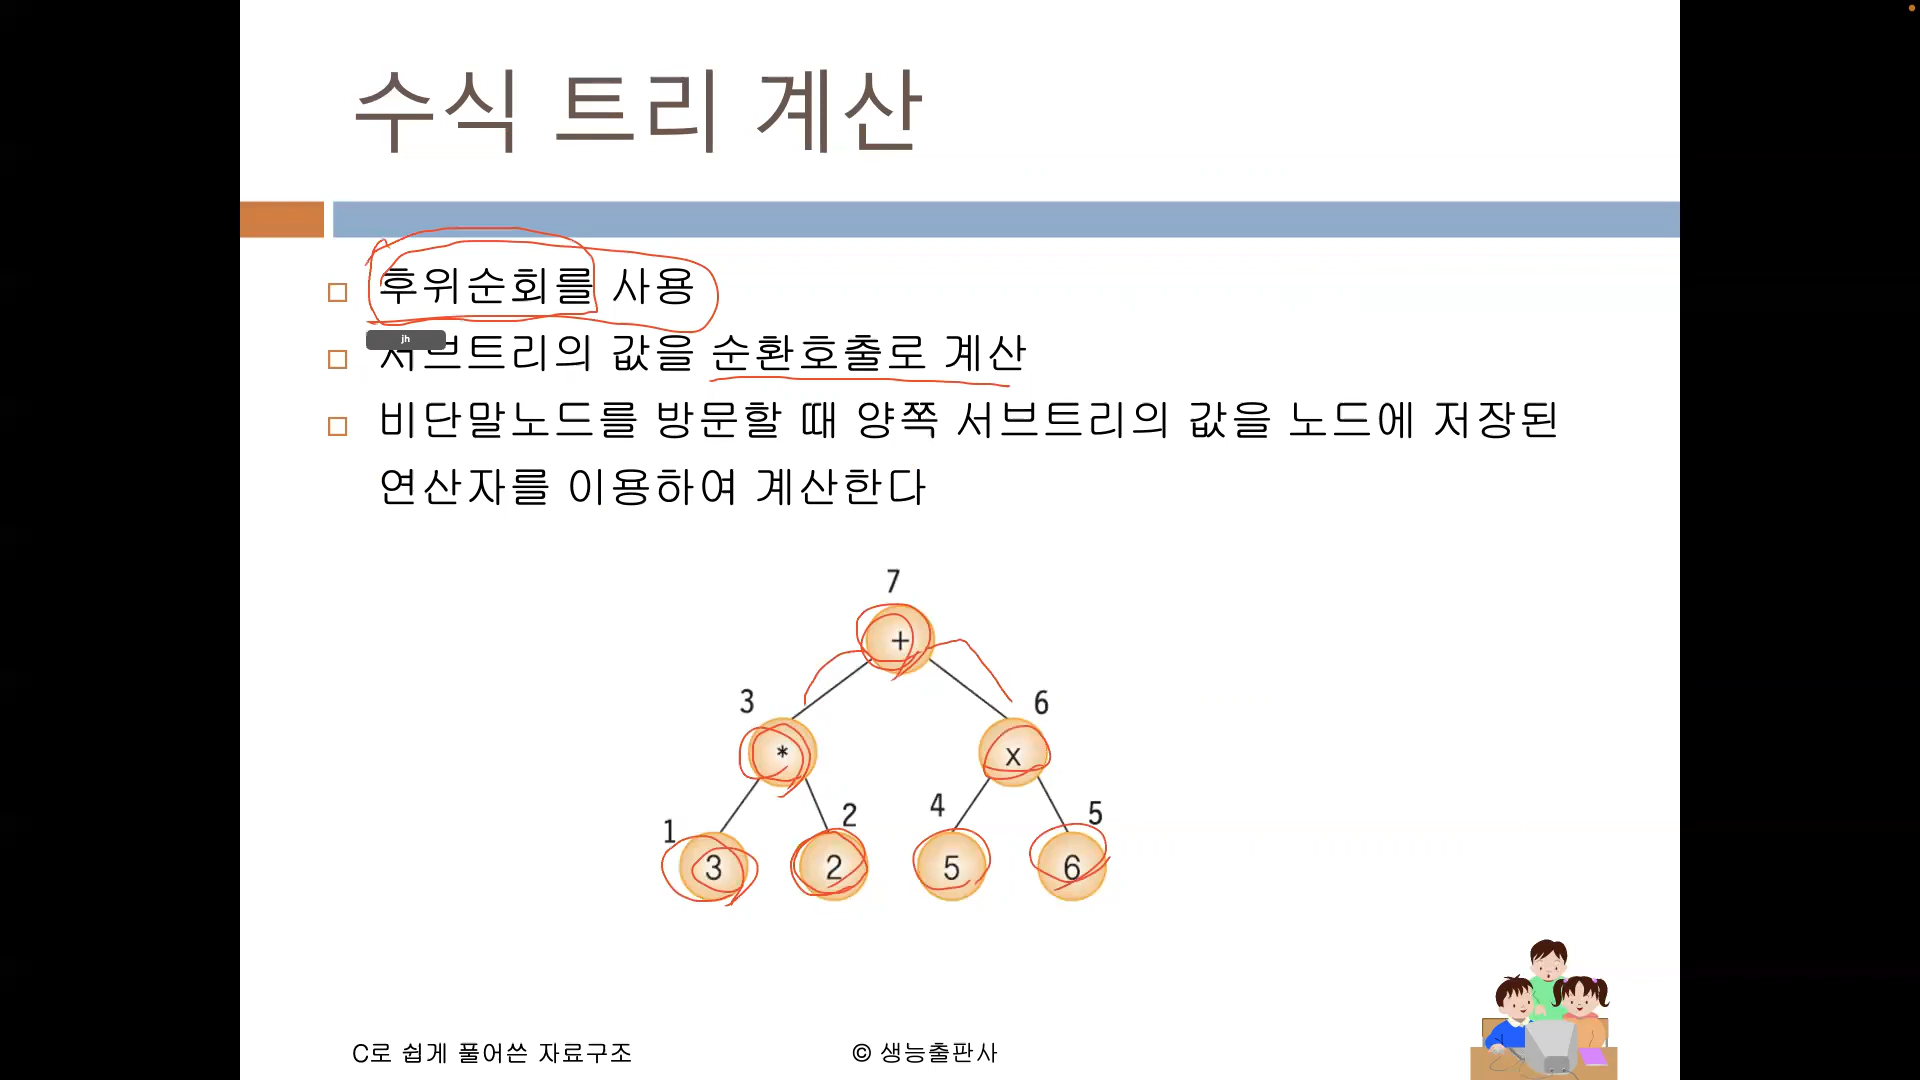 수식 트리 계산
후위순회를 사용
jh
서브트리의 값을 순환호출로 계산
비단말노드를 방문할 때 양쪽 서브트리의 값을 노드에 저장된
연산자를 이용하여 계산한다
7
+
3
6
*
x
1
2
4
5
3
2
5
6
C로 쉽게 풀어쓴 자료구조
© 생능출판사